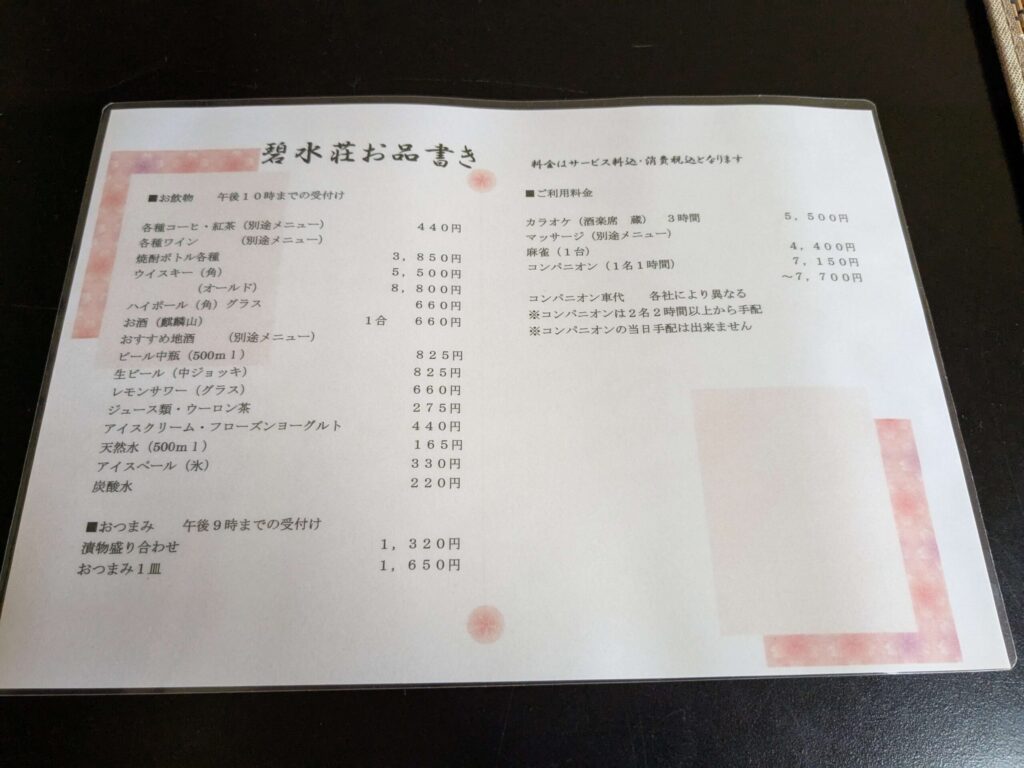 碧水荘お品書き
■お飲物　午後１０時までの受付け
各種コーヒ・紅茶（別途メニュー） ４４０円
各種ワイン　（別途メニュー）
焼酎ボトル各種 ３，８５０円
ウイスキー（角） ５，５００円
（オールド） ８，８００円
ハイボール（角）グラス ６６０円
お酒（麒麟山） １合 ６６０円
おすすめ地酒　（別途メニュー）
ビール中瓶（500ｍｌ） ８２５円
生ビール（中ジョッキ） ８２５円
レモンサワー（グラス） ６６０円
ジュース類・ウーロン茶 ２７５円
アイスクリーム・フローズンヨーグルト ４４０円
天然水（500ｍｌ） １６５円
アイスペール（氷） ３３０円
炭酸水 ２２０円
■おつまみ　午後９時までの受付け
漬物盛り合わせ １，３２０円
おつまみ１皿 １，６５０円
料金はサービス料込・消費税込となります
■ご利用料金
カラオケ（酒楽席　蔵）　３時間 ５，５００円
マッサージ（別途メニュー）
麻雀（１台） ４，４００円
コンパニオン（１名１時間） ７，１５０円
～７，７００円
コンパニオン車代　各社により異なる
※コンパニオンは２名２時間以上から手配
※コンパニオンの当日手配は出来ません